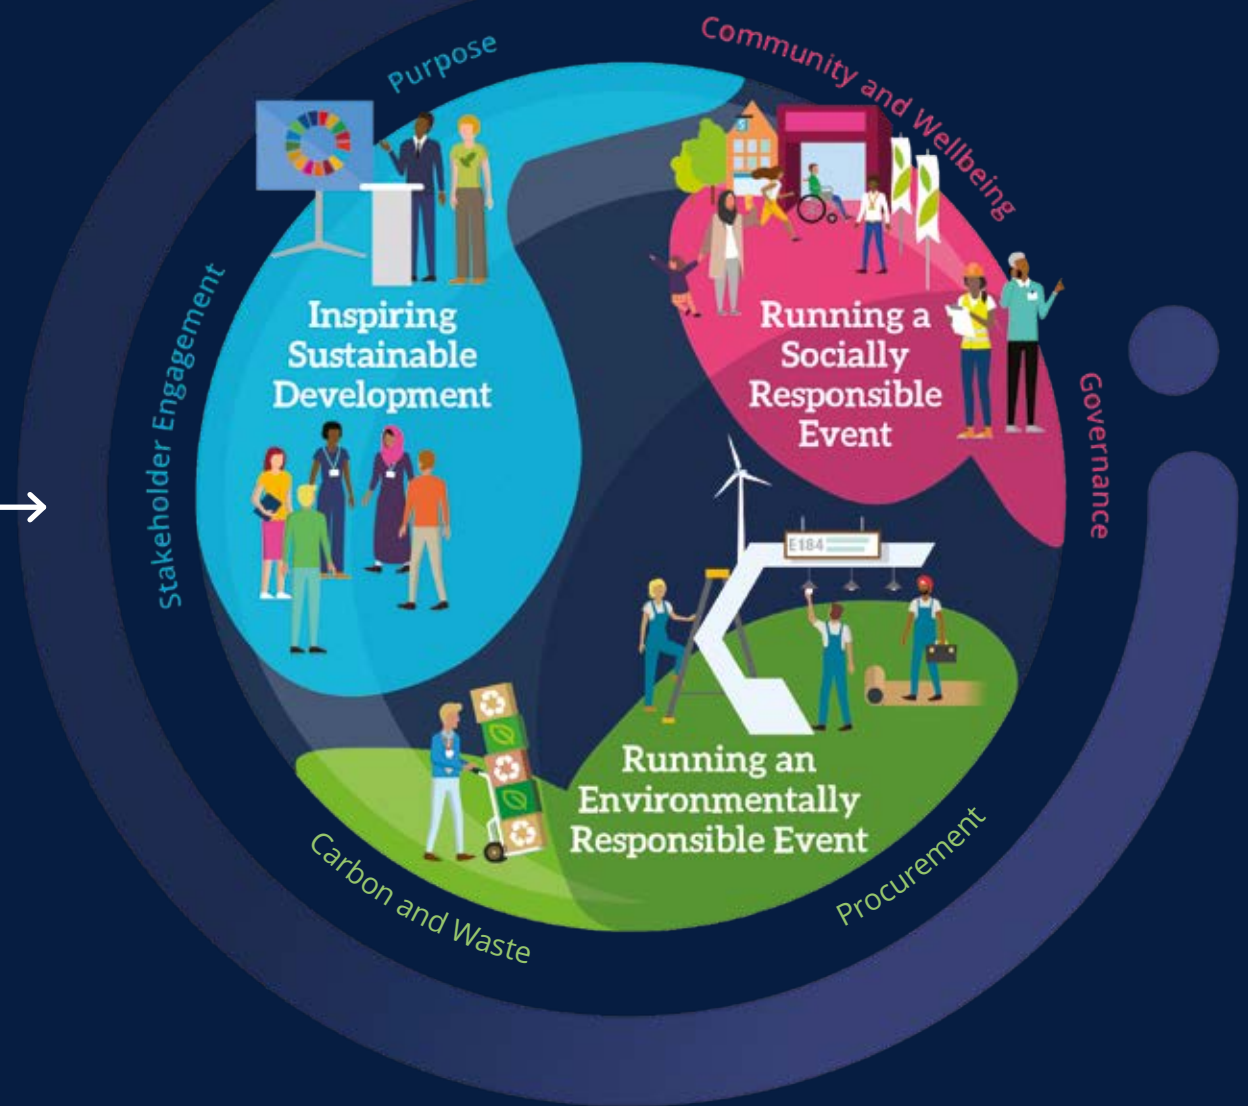 Purpose
Community and Wellbeing
Stakeholder Engagement
Governance
Inspiring
Sustainable
Development
Running a
Socially
Responsible
Event
E184
Running an
Environmentally
Responsible Event
Carbon and Waste
Procurement